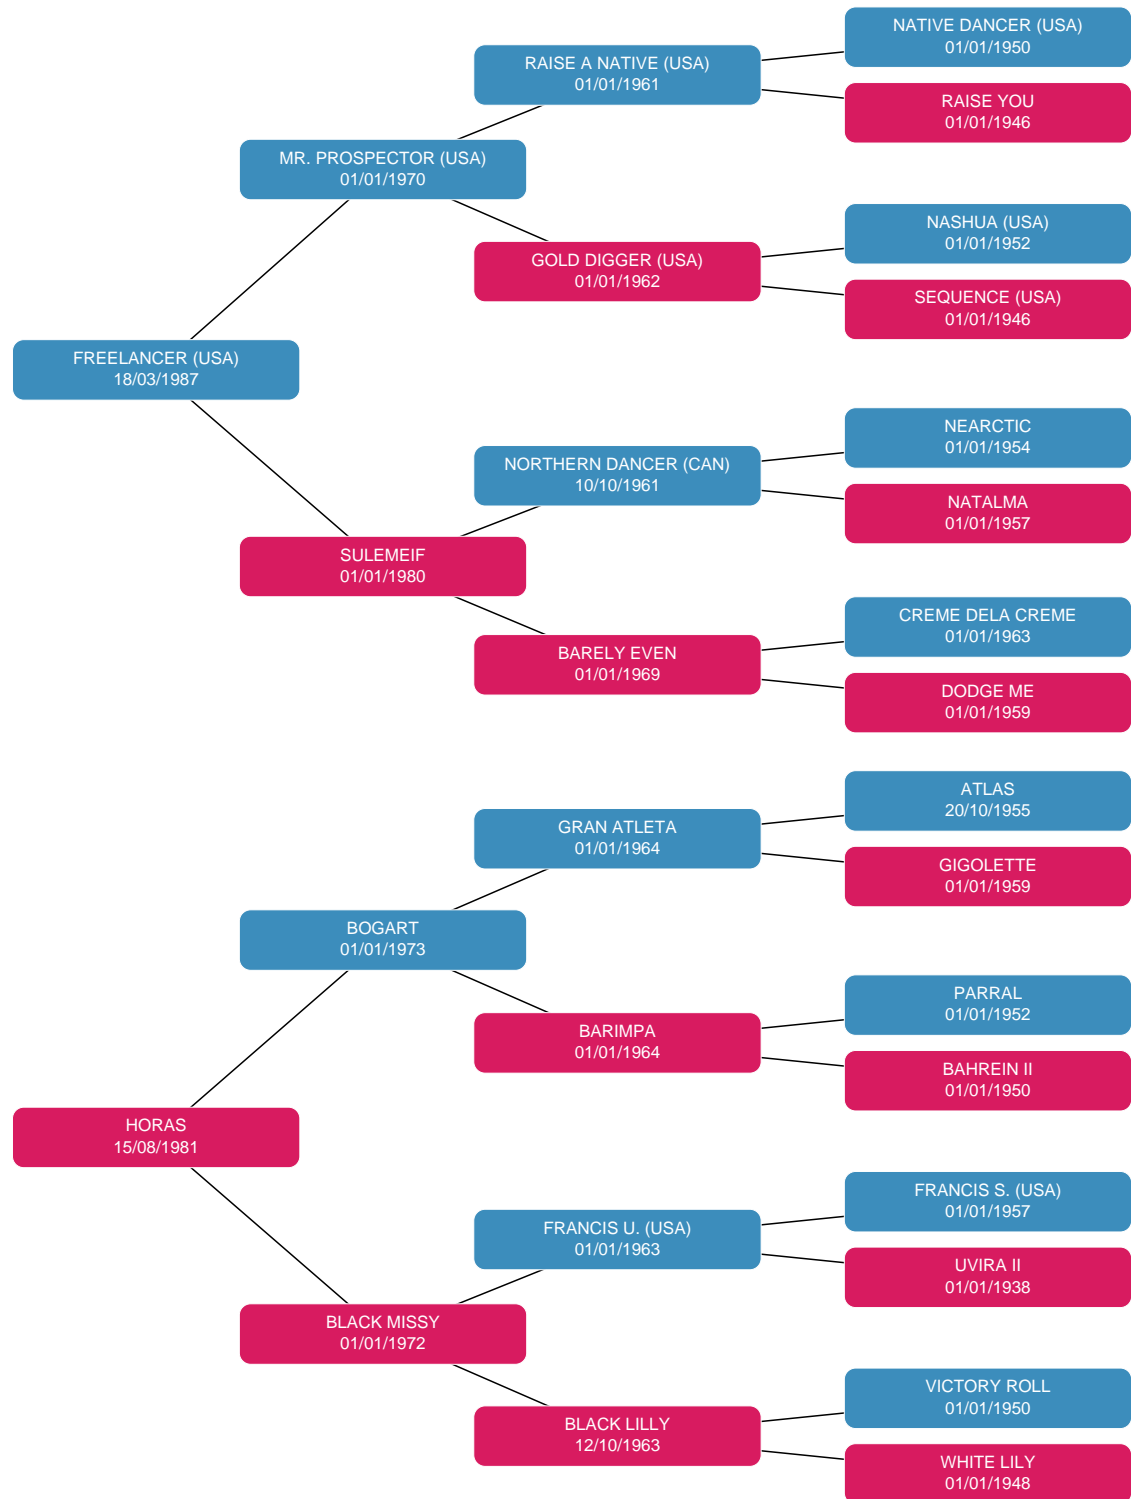 NATIVE DANCER (USA)
01/01/1950
RAISE A NATIVE (USA)
01/01/1961
RAISE YOU
01/01/1946
MR. PROSPECTOR (USA)
01/01/1970
NASHUA (USA)
01/01/1952
GOLD DIGGER (USA)
01/01/1962
SEQUENCE (USA)
01/01/1946
FREELANCER (USA)
18/03/1987
NEARCTIC
01/01/1954
NORTHERN DANCER (CAN)
10/10/1961
NATALMA
01/01/1957
SULEMEIF
01/01/1980
CREME DELA CREME
01/01/1963
BARELY EVEN
01/01/1969
DODGE ME
01/01/1959
ATLAS
20/10/1955
GRAN ATLETA
01/01/1964
GIGOLETTE
01/01/1959
BOGART
01/01/1973
PARRAL
01/01/1952
BARIMPA
01/01/1964
BAHREIN II
01/01/1950
HORAS
15/08/1981
FRANCIS S. (USA)
01/01/1957
FRANCIS U. (USA)
01/01/1963
UVIRA II
01/01/1938
BLACK MISSY
01/01/1972
VICTORY ROLL
01/01/1950
BLACK LILLY
12/10/1963
WHITE LILY
01/01/1948